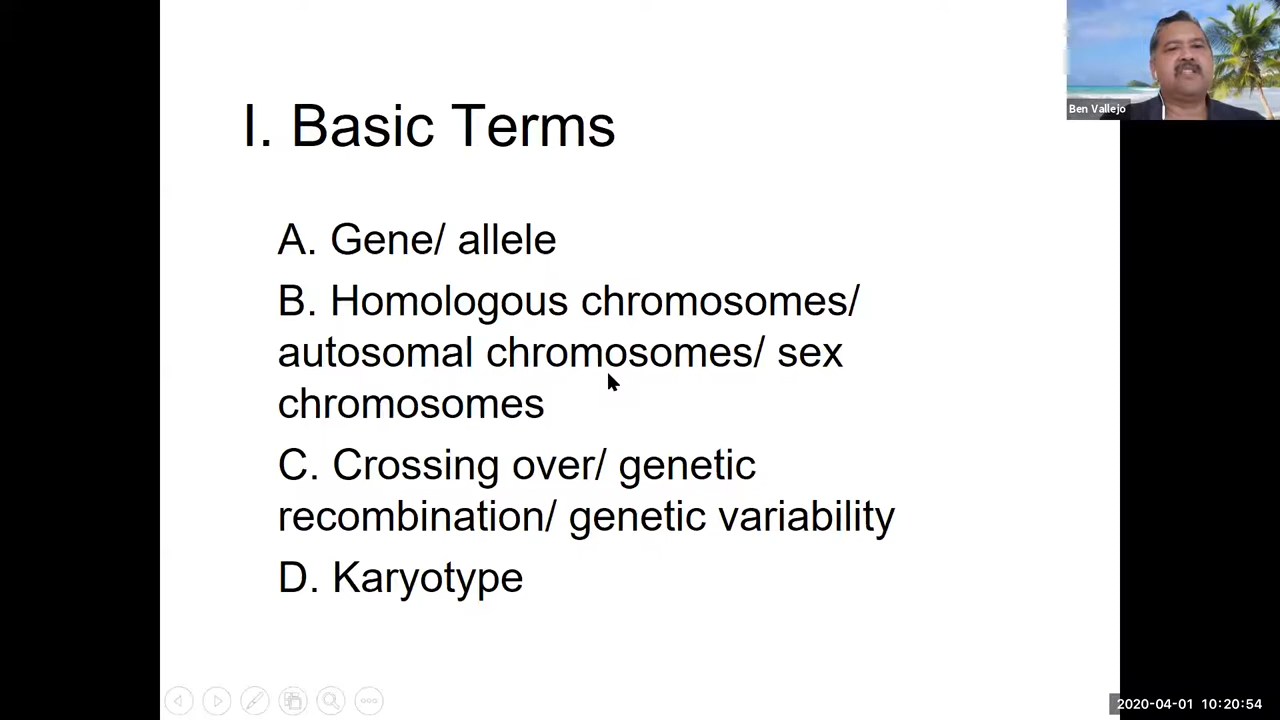 Ben Vallejo
I. Basic Terms
A. Gene/ allele
B. Homologous chromosomes/
autosomal chromosomes/ sex
chromosomes
C. Crossing over/ genetic
recombination/ genetic variability
D. Karyotype
2020-04-01 10:20:54